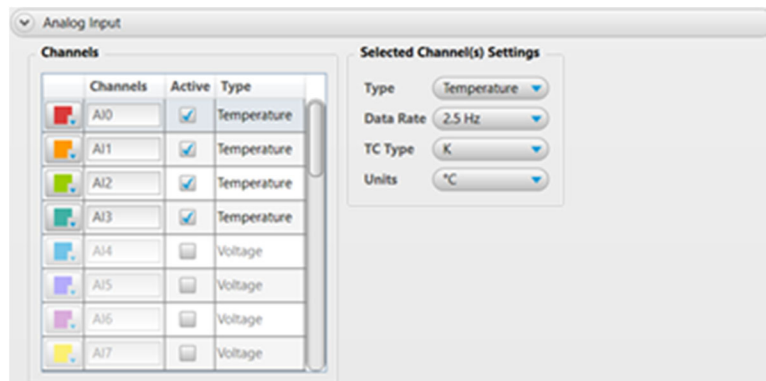 Analog Input
Channels
Channels Active Type
AI0 Temperature
AI1 Temperature
AI2 Temperature
AI3 Temperature
AI4 Voltage
AI5 Voltage
AI6 Voltage
AI7 Voltage
Selected Channel(s) Settings
Type Temperature
Data Rate 2.5 Hz
TC Type K
Units °C